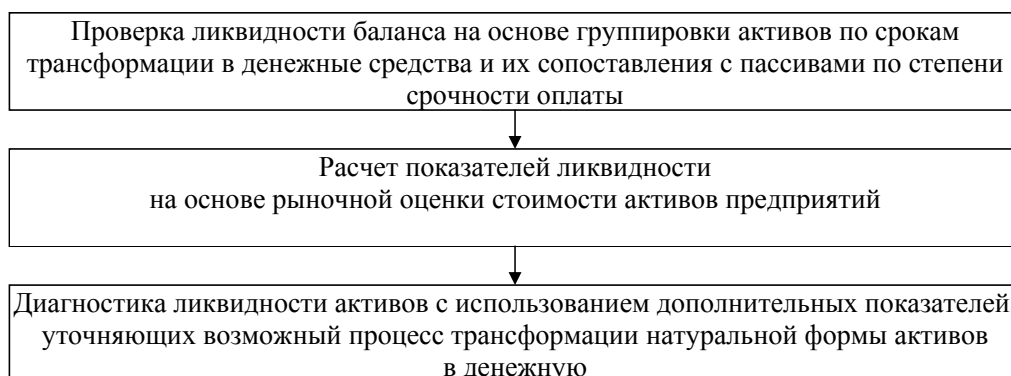 Проверка ликвидности баланса на основе группировки активов по срокам
трансформации в денежные средства и их сопоставления с пассивами по степени
срочности оплаты
Расчет показателей ликвидности
на основе рыночной оценки стоимости активов предприятий
Диагностика ликвидности активов с использованием дополнительных показателей
уточняющих возможный процесс трансформации натуральной формы активов
в денежную